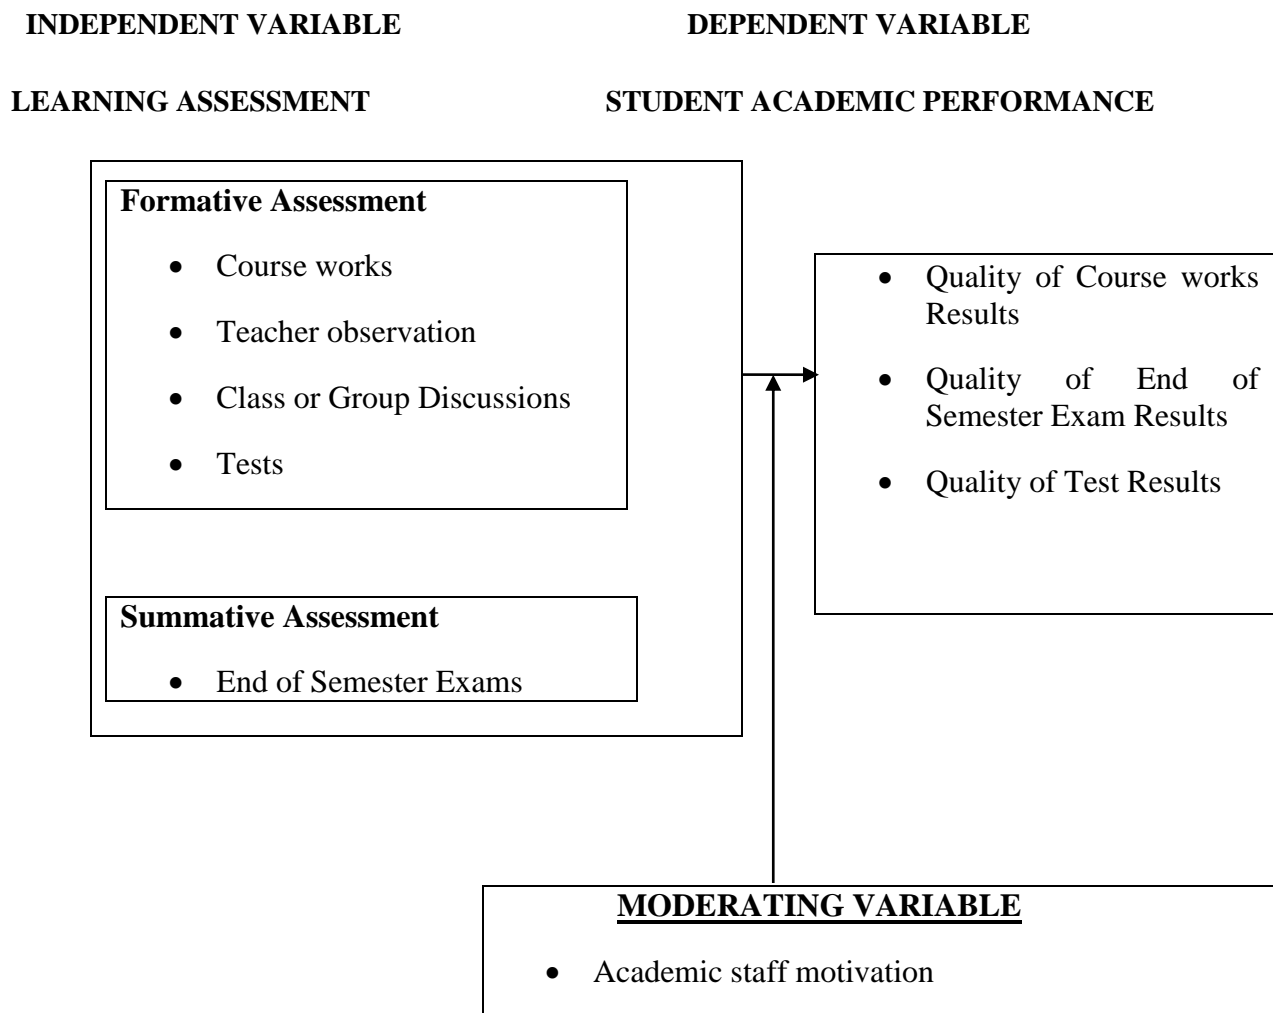 INDEPENDENT VARIABLE
DEPENDENT VARIABLE
LEARNING ASSESSMENT
STUDENT ACADEMIC PERFORMANCE
Formative Assessment
• Course works
• Teacher observation
• Class or Group Discussions
• Tests
Summative Assessment
• End of Semester Exams
• Quality of Course works
Results
• Quality of End of
Semester Exam Results
• Quality of Test Results
MODERATING VARIABLE
• Academic staff motivation